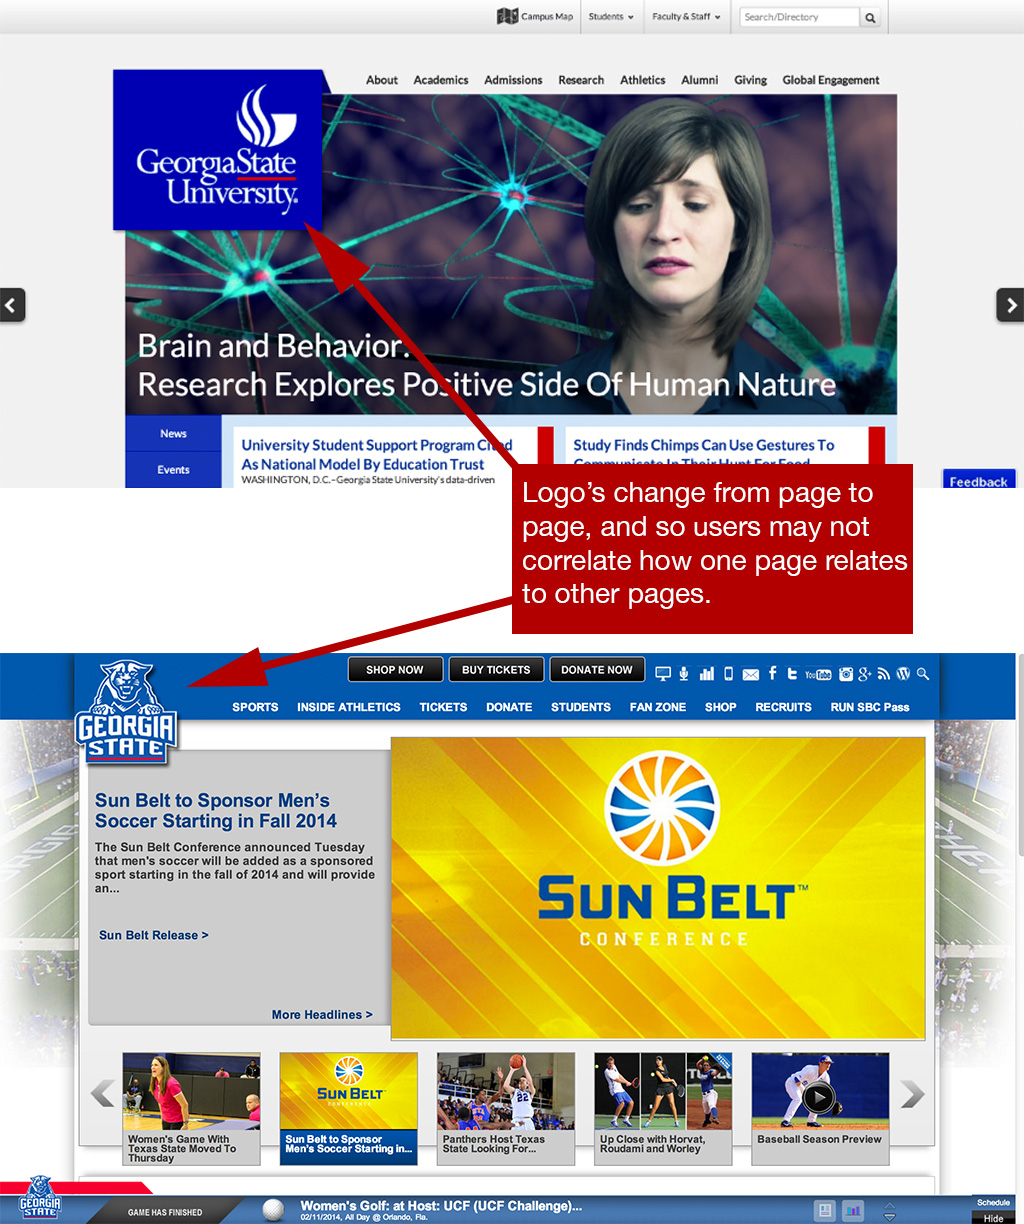 Campus Map
Students
Faculty & Staff
Search/Directory
About
Academics
Admissions
Research
Athletics
Alumni
Giving
Global Engagement
GeorgiaState
University.
Brain and Behavior:
Research Explores Positive Side Of Human Nature
News
Events
University Student Support Program Cited
As National Model By Education Trust
WASHINGTON, D.C.–Georgia State University's data-driven
Study Finds Chimps Can Use Gestures To
Communicate In Their Hunt For Food
Feedback
Logo's change from page to
page, and so users may not
correlate how one page relates
to other pages.
SHOP NOW
BUY TICKETS
DONATE NOW
YouTube
SPORTS
INSIDE ATHLETICS
TICKETS
DONATE
STUDENTS
FAN ZONE
SHOP
RECRUITS
RUN SBC Pass
GEORGIA
STATE
Sun Belt to Sponsor Men's
Soccer Starting in Fall 2014
The Sun Belt Conference announced Tuesday
that men's soccer will be added as a sponsored
sport starting in the fall of 2014 and will provide
an...
Sun Belt Release >
More Headlines >
SUN BELT™
CONFERENCE
SUN BELT
CONFERENCE
22
Women's Game With
Texas State Moved To
Thursday
Sun Belt to Sponsor
Men's Soccer Starting in...
Panthers Host Texas
State Looking For...
Up Close with Horvat,
Roudami and Worley
Baseball Season Preview
GEORGIA
STATE
GAME HAS FINISHED
Women's Golf: at Host: UCF (UCF Challenge)...
02/11/2014, All Day @ Orlando, Fla.
Schedule
Hide